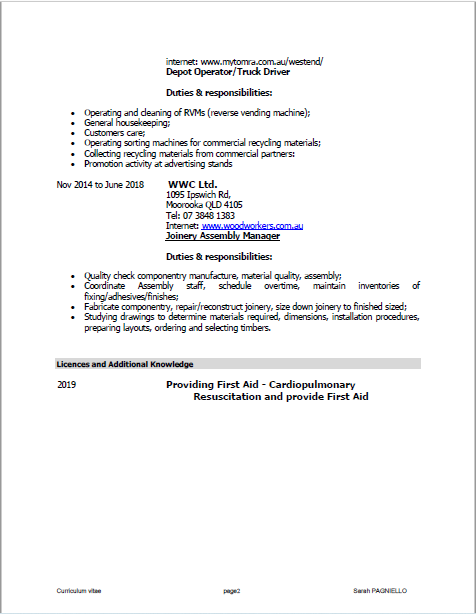 internet: www.mytomra.com.au/westend/
Depot Operator/Truck Driver
Duties & responsibilities:
• Operating and cleaning of RVMs (reverse vending machine);
• General housekeeping;
• Customers care;
• Operating sorting machines for commercial recycling materials;
• Collecting recycling materials from commercial partners:
• Promotion activity at advertising stands
Nov 2014 to June 2018 WWC Ltd.
1095 Ipswich Rd,
Moorooka QLD 4105
Tel: 07 3848 1383
Internet: www.woodworkers.com.au
Joinery Assembly Manager
Duties & responsibilities:
• Quality check componentry manufacture, material quality, assembly;
• Coordinate Assembly staff, schedule overtime, maintain inventories of
fixing/adhesives/finishes;
• Fabricate componentry, repair/reconstruct joinery, size down joinery to finished sized;
• Studying drawings to determine materials required, dimensions, installation procedures,
preparing layouts, ordering and selecting timbers.
Licences and Additional Knowledge
2019 Providing First Aid - Cardiopulmonary
Resuscitation and provide First Aid
Curriculum vitae page2 Sarah PAGNIELLO